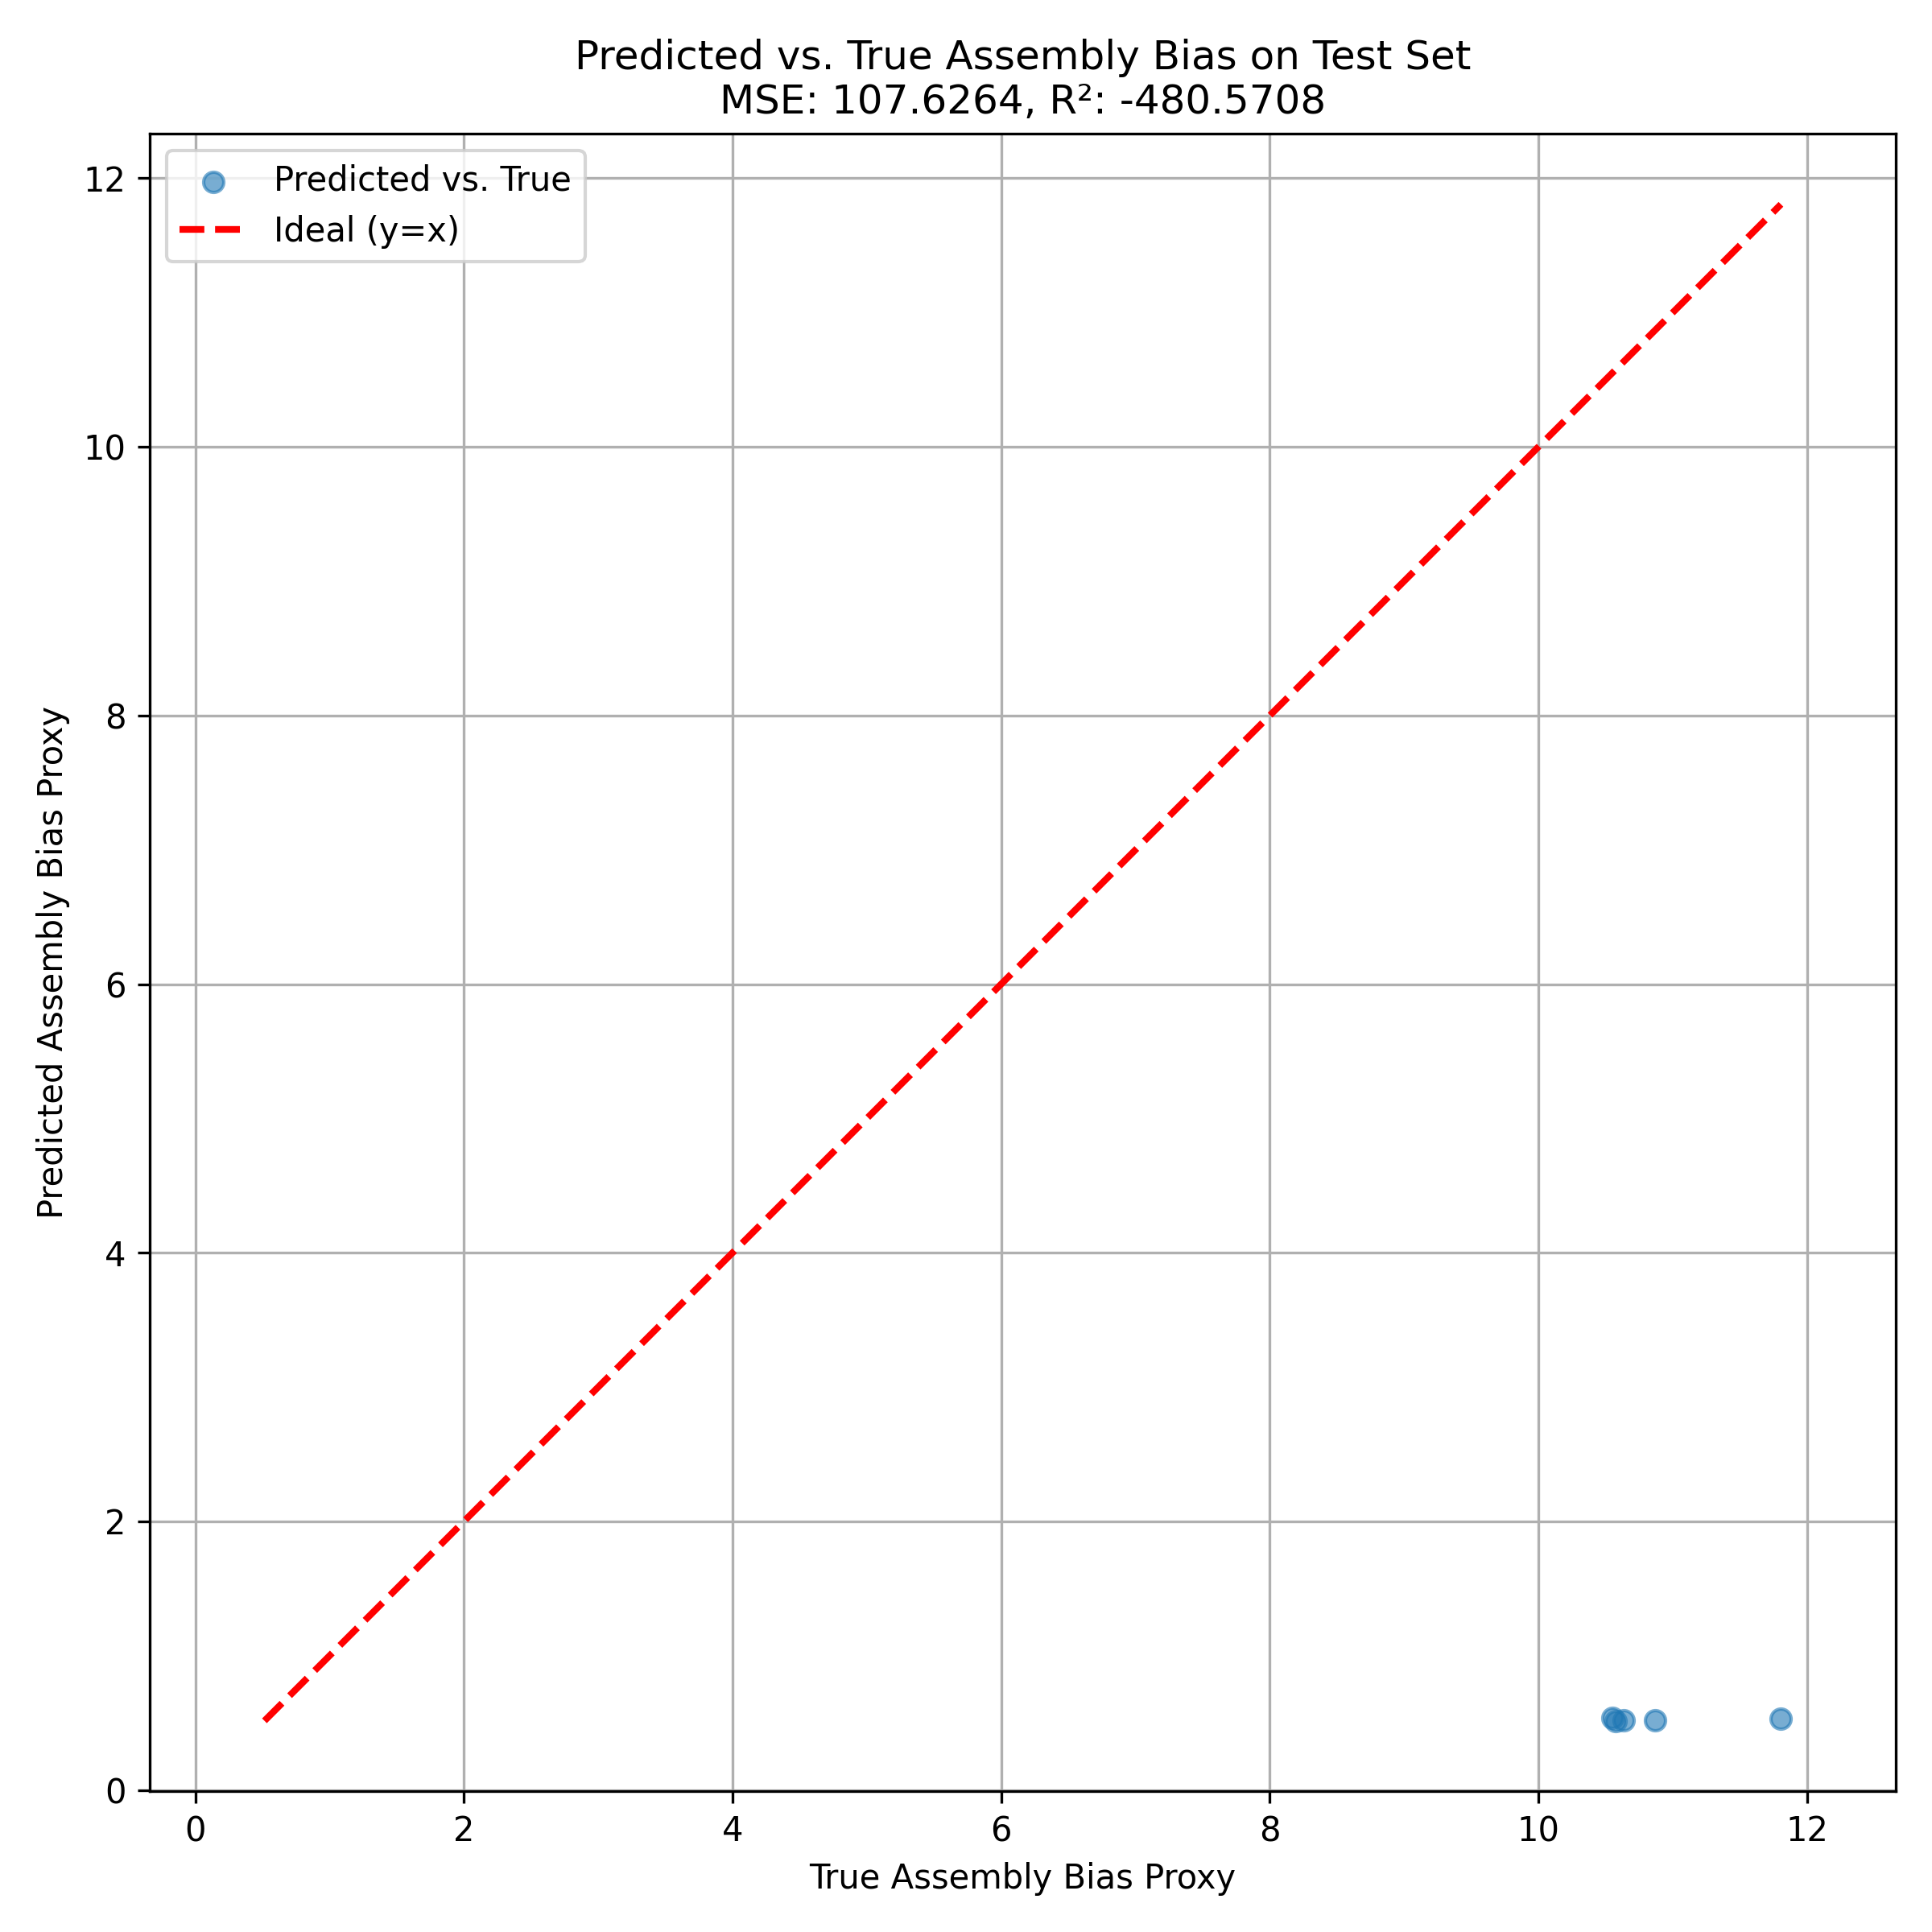 Predicted vs. True Assembly Bias on Test Set
MSE: 107.6264, R²: -480.5708
Predicted vs. True
Ideal (y=x)
12
10
8
6
4
2
0
Predicted Assembly Bias Proxy
0 2 4 6 8 10 12
True Assembly Bias Proxy